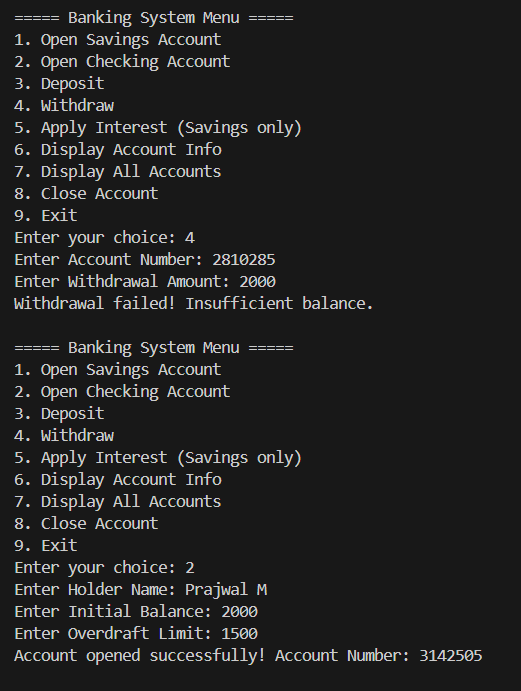 ===== Banking System Menu =====
1. Open Savings Account
2. Open Checking Account
3. Deposit
4. Withdraw
5. Apply Interest (Savings only)
6. Display Account Info
7. Display All Accounts
8. Close Account
9. Exit
Enter your choice: 4
Enter Account Number: 2810285
Enter Withdrawal Amount: 2000
Withdrawal failed! Insufficient balance.

===== Banking System Menu =====
1. Open Savings Account
2. Open Checking Account
3. Deposit
4. Withdraw
5. Apply Interest (Savings only)
6. Display Account Info
7. Display All Accounts
8. Close Account
9. Exit
Enter your choice: 2
Enter Holder Name: Prajwal M
Enter Initial Balance: 2000
Enter Overdraft Limit: 1500
Account opened successfully! Account Number: 3142505